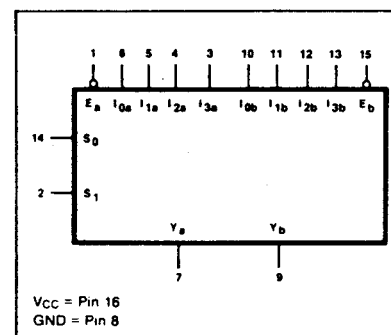 1 6 5 4 3 10 11 12 13 15
Ea I0a I1a I2a I3a I0b I1b I2b I3b Eb
14 S0
2 S1
Ya Yb
7 9
VCC = Pin 16
GND = Pin 8